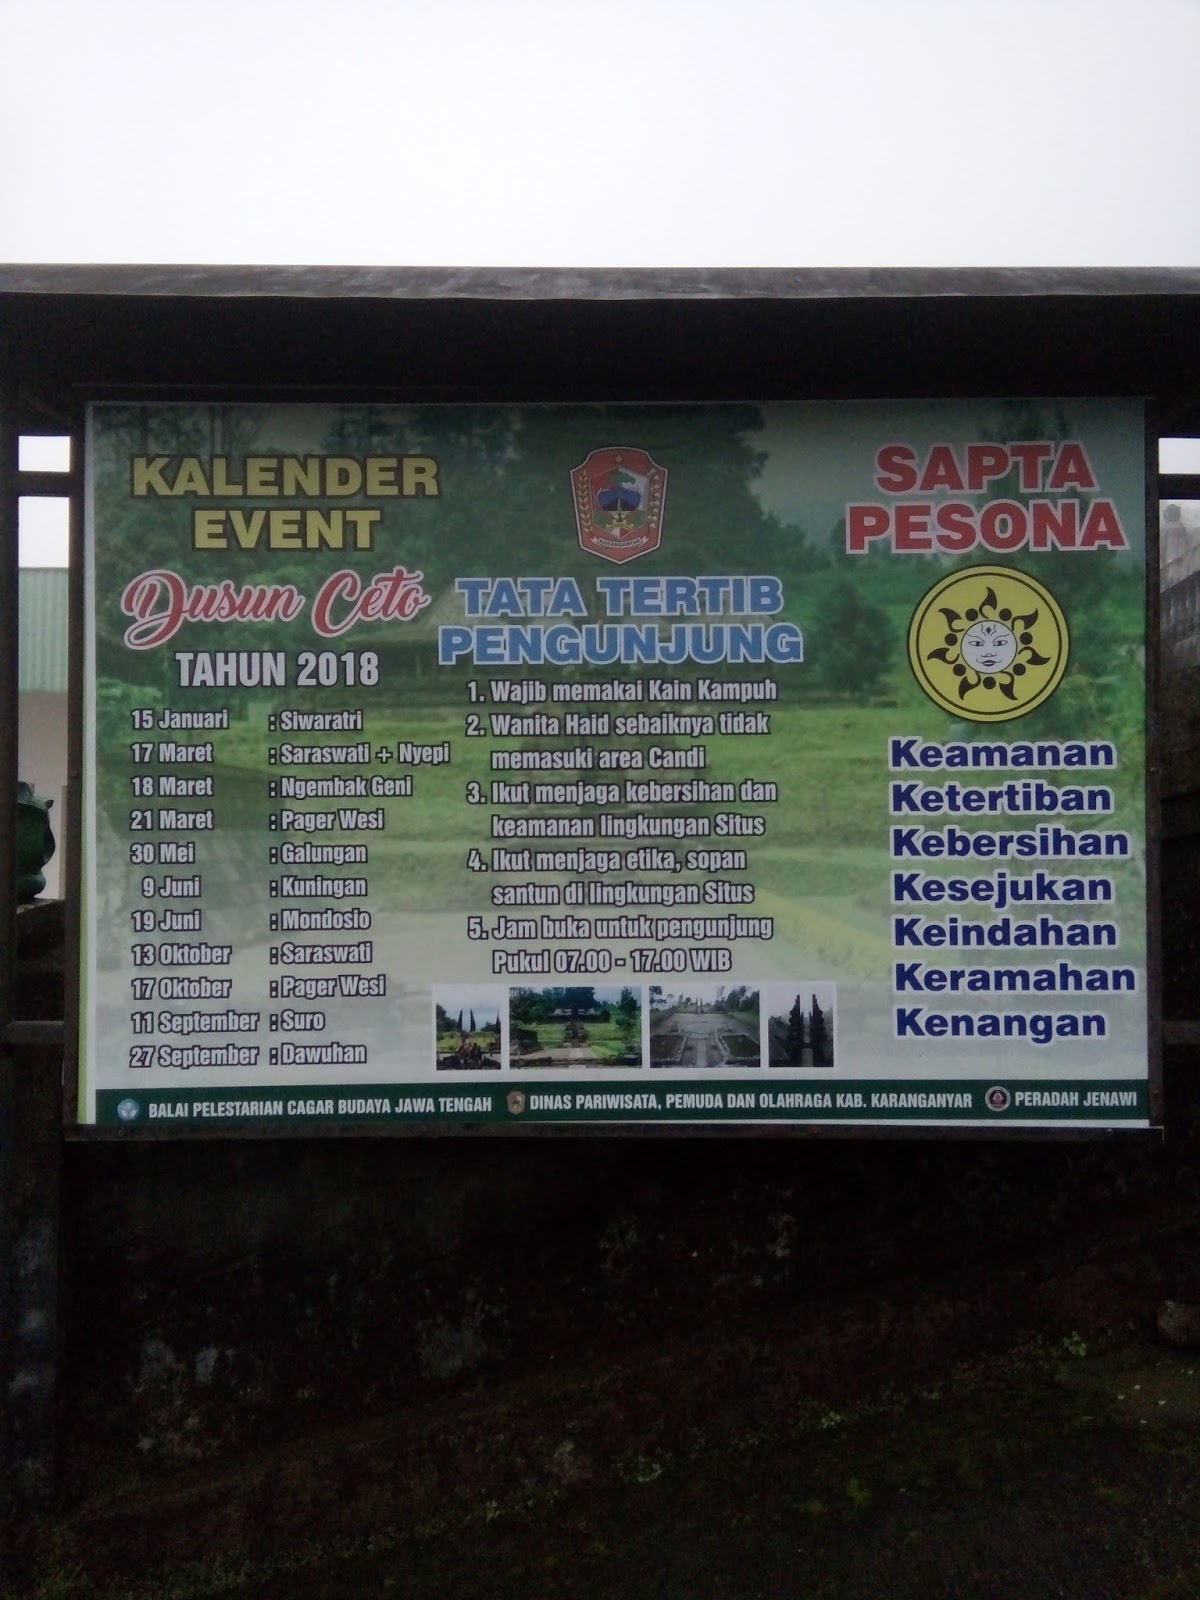 KALENDER
EVENT
Dusun Ceto
TAHUN 2018
15 Januari : Siwaratri
17 Maret : Saraswati + Nyepi
18 Maret : Ngembak Geni
21 Maret : Pager Wesi
30 Mei : Galungan
9 Juni : Kuningan
19 Juni : Mondosio
13 Oktober : Saraswati
17 Oktober : Pager Wesi
11 September : Suro
27 September : Dawuhan
KARANGANYAR
TATA TERTIB
PENGUNJUNG
1. Wajib memakai Kain Kampuh
2. Wanita Haid sebaiknya tidak
memasuki area Candi
3. Ikut menjaga kebersihan dan
keamanan lingkungan Situs
4. Ikut menjaga etika, sopan
santun di lingkungan Situs
5. Jam buka untuk pengunjung
Pukul 07.00 - 17.00 WIB
SAPTA
PESONA
Keamanan
Ketertiban
Kebersihan
Kesejukan
Keindahan
Keramahan
Kenangan
BALAI PELESTARIAN CAGAR BUDAYA JAWA TENGAH DINAS PARIWISATA, PEMUDA DAN OLAHRAGA KAB. KARANGANYAR PERADAH JENAWI